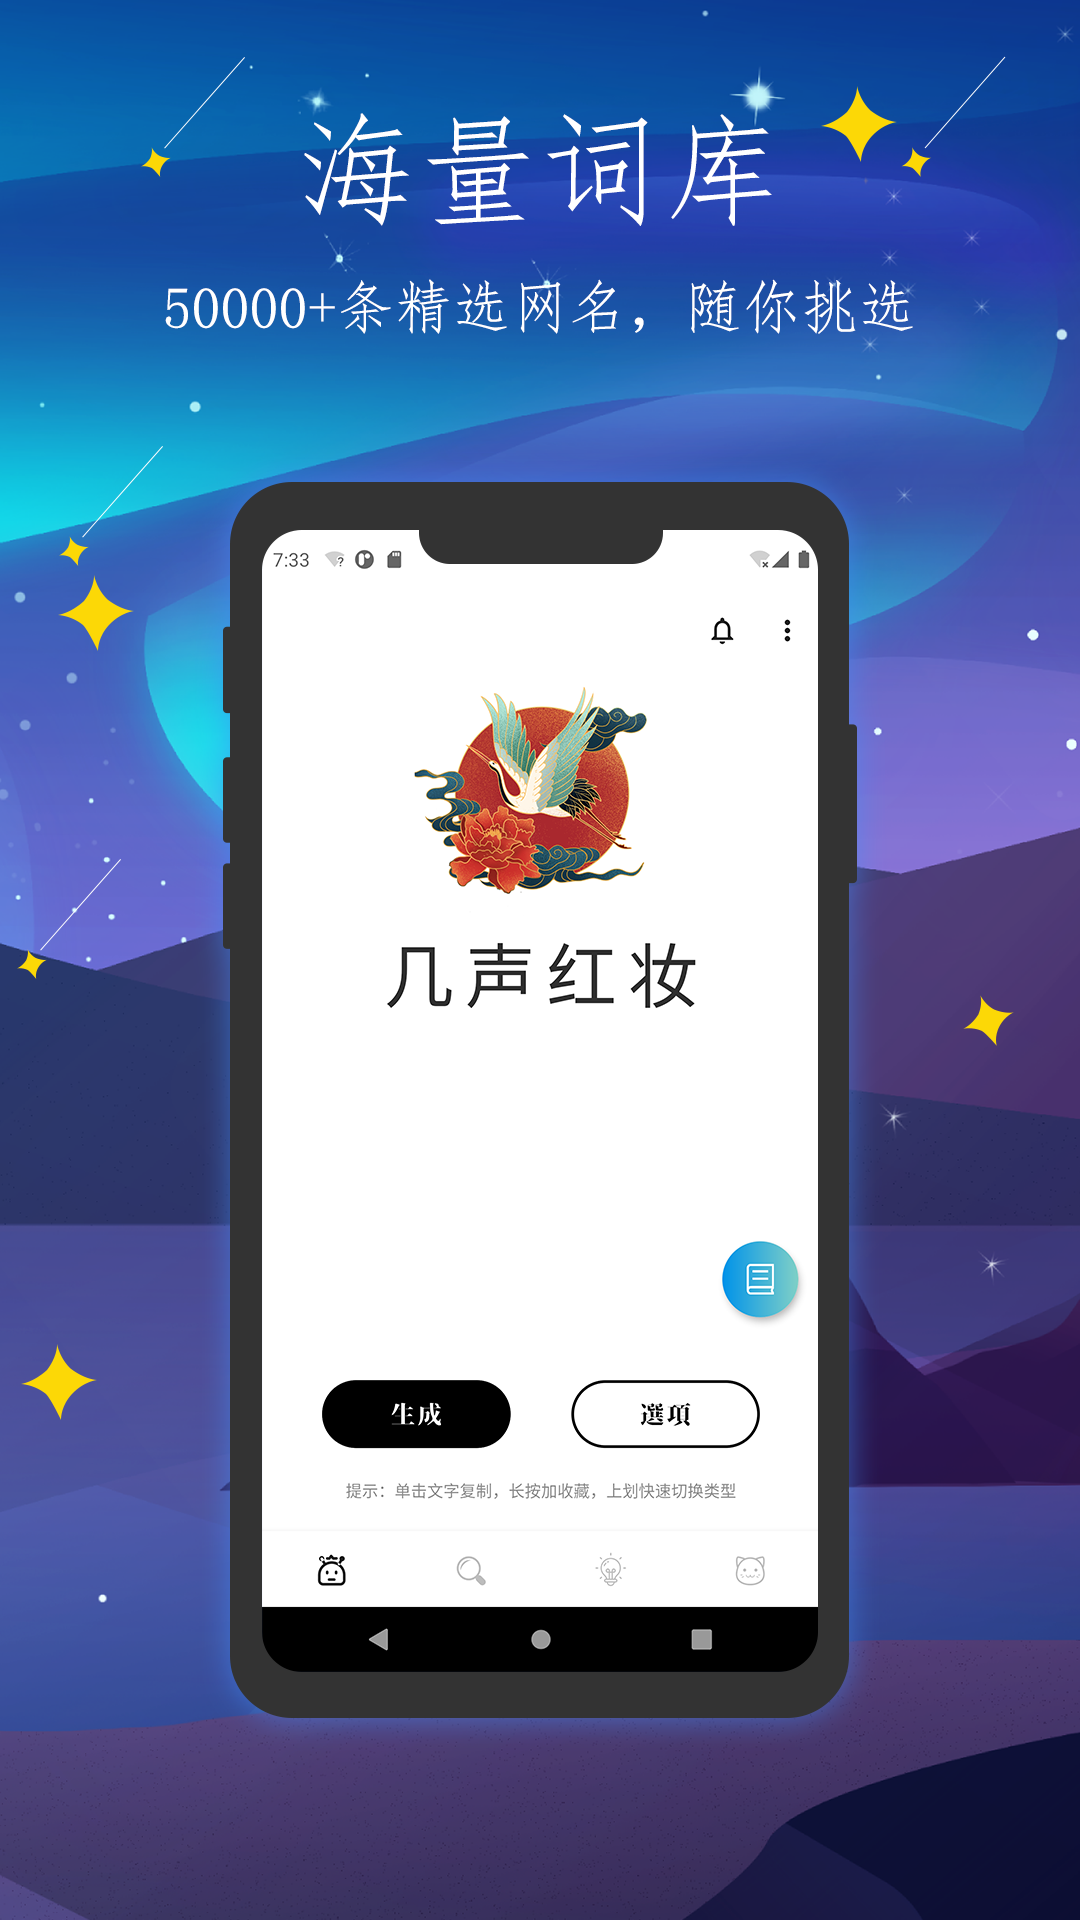 海量词库
50000+条精选网名，随你挑选
7:33
几声红妆
生成
選項
提示：单击文字复制，长按加收藏，上划快速切换类型